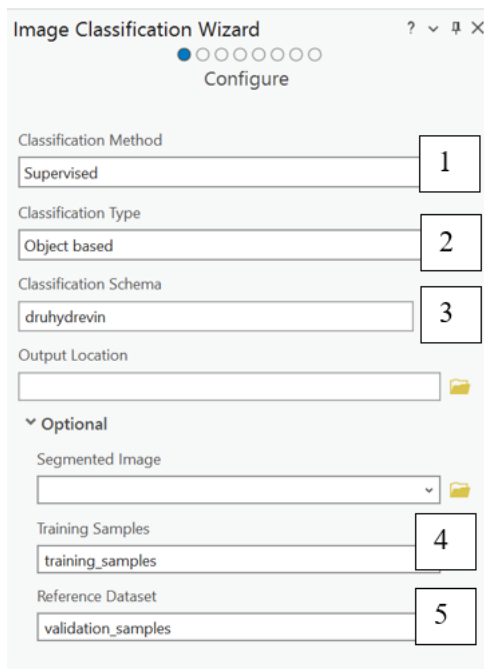 Image Classification Wizard ?
Configure
Classification Method
Supervised 1
Classification Type
Object based 2
Classification Schema
druhydrevin 3
Output Location
Optional
Segmented Image
Training Samples
training_samples 4
Reference Dataset
validation_samples 5